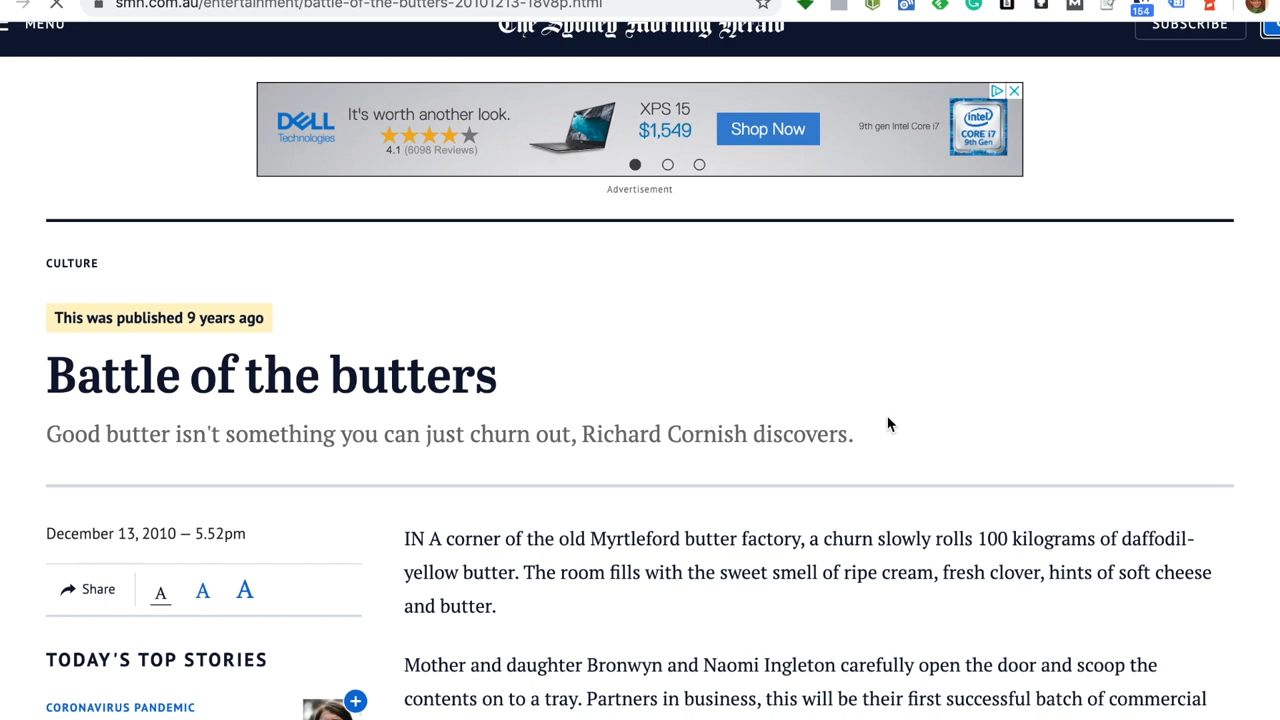 smh.com.au/entertainment/battle-of-the-butters-20101213-18v8p.html
154
MENU
The Sydney Morning Herald
SUBSCRIBE
DELL
Technologies
It's worth another look.
4.1 (6098 Reviews)
XPS 15
$1,549
Shop Now
9th gen Intel Core i7
intel
CORE i7
9th Gen
Advertisement
CULTURE
This was published 9 years ago
Battle of the butters
Good butter isn't something you can just churn out, Richard Cornish discovers.
December 13, 2010 — 5.52pm
Share
A A A
IN A corner of the old Myrtleford butter factory, a churn slowly rolls 100 kilograms of daffodil-
yellow butter. The room fills with the sweet smell of ripe cream, fresh clover, hints of soft cheese
and butter.
Mother and daughter Bronwyn and Naomi Ingleton carefully open the door and scoop the
contents on to a tray. Partners in business, this will be their first successful batch of commercial
TODAY'S TOP STORIES
CORONAVIRUS PANDEMIC